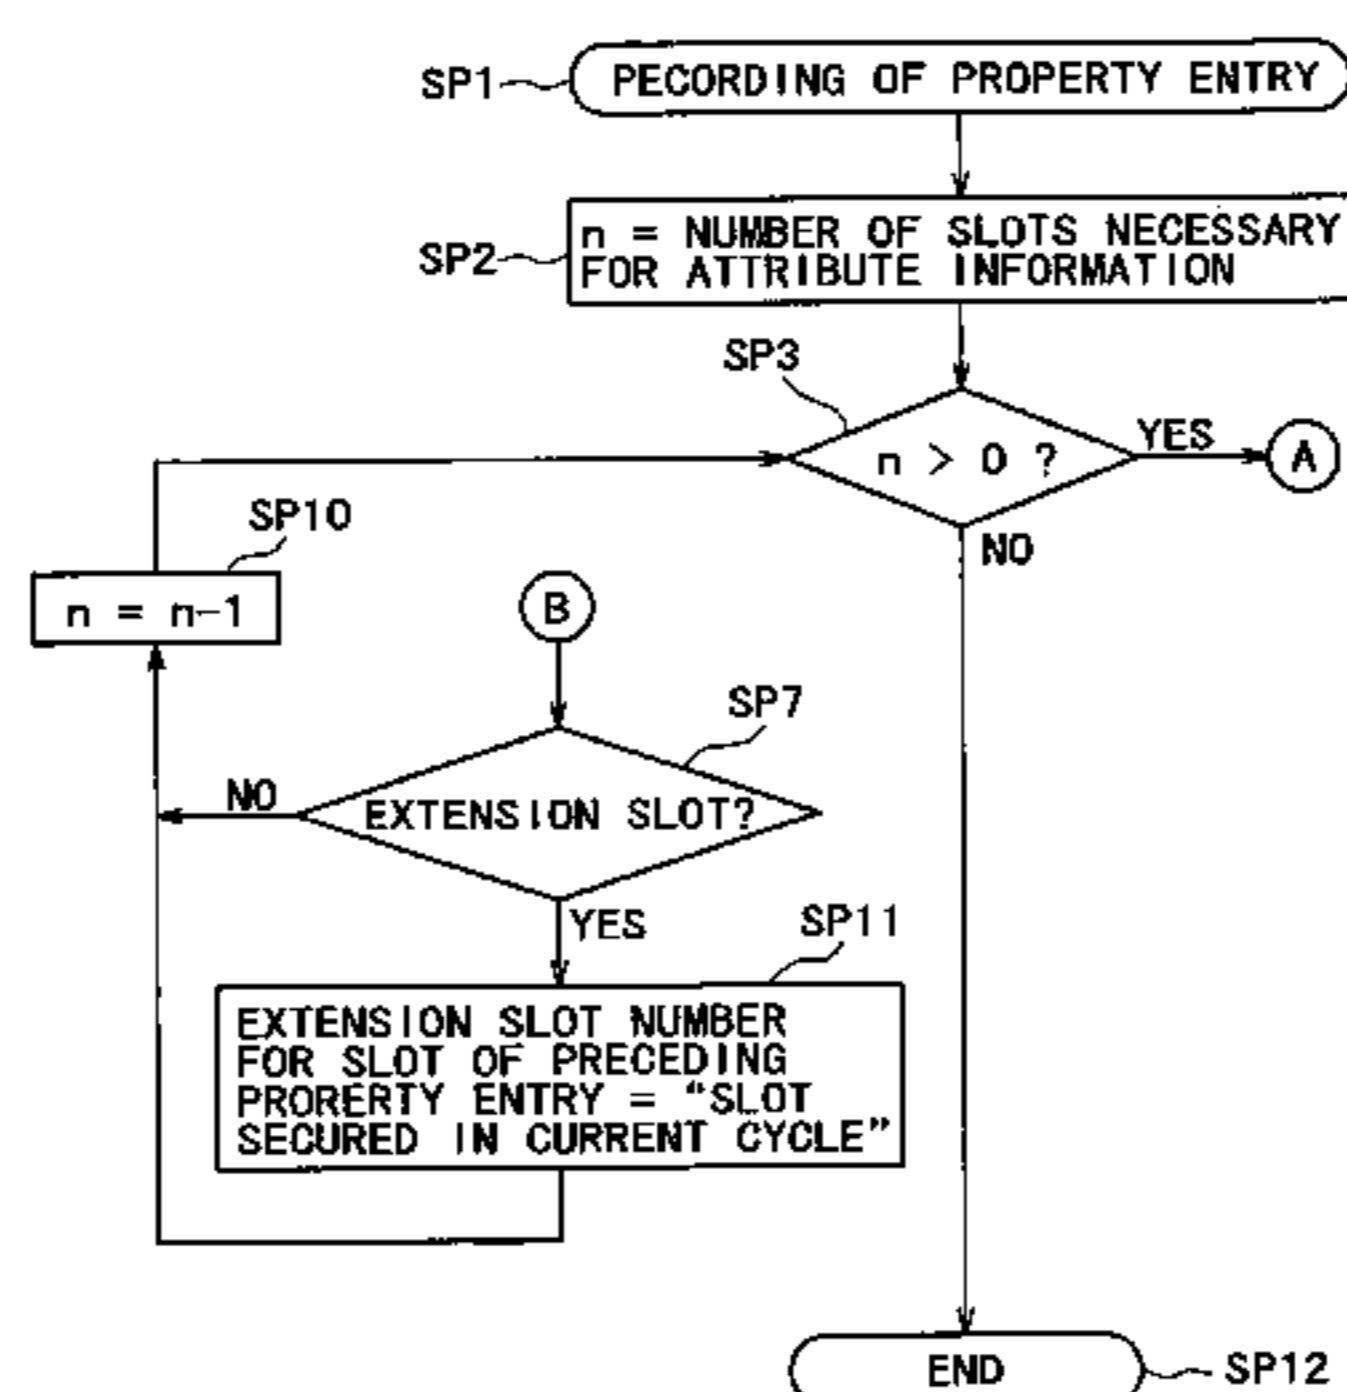 SP1
PECORDING OF PROPERTY ENTRY
SP2
n = NUMBER OF SLOTS NECESSARY
FOR ATTRIBUTE INFORMATION
SP3
n > 0 ?
YES
A
NO
SP10
n = n-1
B
SP7
EXTENSION SLOT?
NO
YES
SP11
EXTENSION SLOT NUMBER
FOR SLOT OF PRECEDING
PRORERTY ENTRY = “SLOT
SECURED IN CURRENT CYCLE”
END
SP12